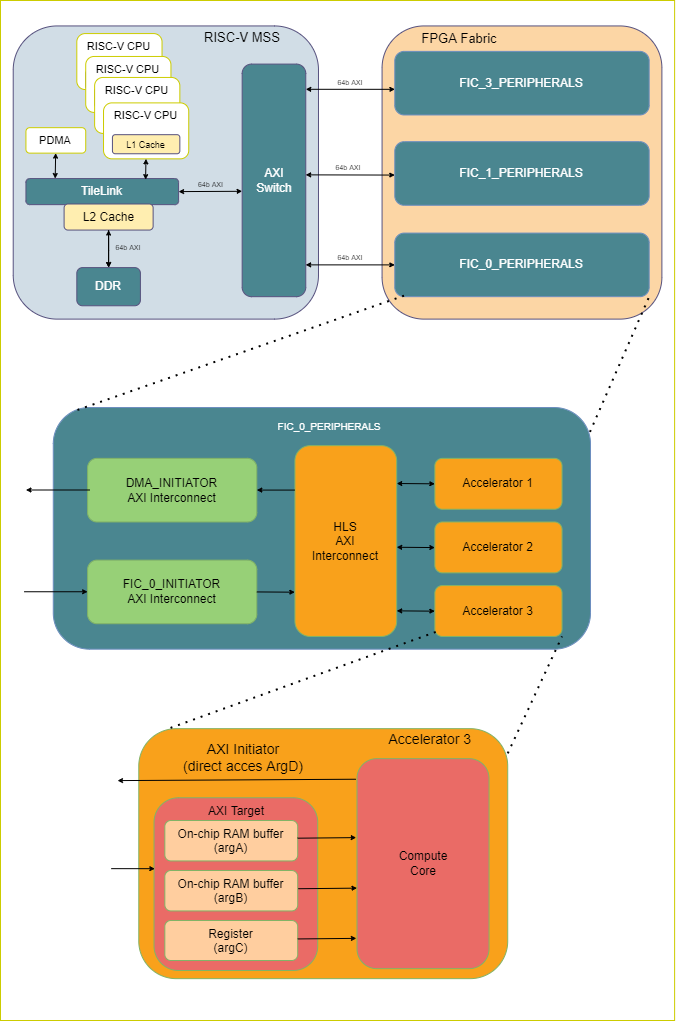 RISC-V MSS
RISC-V CPU
RISC-V CPU
RISC-V CPU
RISC-V CPU
L1 Cache
PDMA
TileLink
L2 Cache
64b AXI
DDR
64b AXI
AXI
Switch
64b AXI
64b AXI
64b AXI
FPGA Fabric
FIC_3_PERIPHERALS
FIC_1_PERIPHERALS
FIC_0_PERIPHERALS
FIC_0_PERIPHERALS
DMA_INITIATOR
AXI Interconnect
FIC_0_INITIATOR
AXI Interconnect
HLS
AXI
Interconnect
Accelerator 1
Accelerator 2
Accelerator 3
Accelerator 3
AXI Initiator
(direct acces ArgD)
AXI Target
On-chip RAM buffer
(argA)
On-chip RAM buffer
(argB)
Register
(argC)
Compute
Core